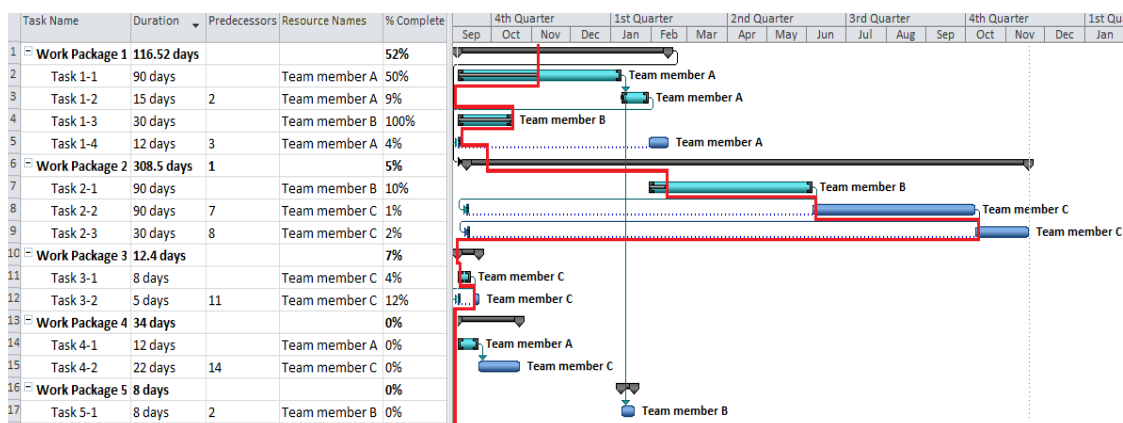 Task Name Duration Predecessors Resource Names % Complete 4th Quarter 1st Quarter 2nd Quarter 3rd Quarter 4th Quarter 1st Qu
Sep Oct Nov Dec Jan Feb Mar Apr May Jun Jul Aug Sep Oct Nov Dec Jan
1 Work Package 1 116.52 days 52%
2 Task 1-1 90 days Team member A 50% Team member A
3 Task 1-2 15 days 2 Team member A 9% Team member A
4 Task 1-3 30 days Team member B 100% Team member B
5 Task 1-4 12 days 3 Team member A 4% Team member A
6 Work Package 2 308.5 days 1 5%
7 Task 2-1 90 days Team member B 10% Team member B
8 Task 2-2 90 days 7 Team member C 1% Team member C
9 Task 2-3 30 days 8 Team member C 2% Team member C
10 Work Package 3 12.4 days 7%
11 Task 3-1 8 days Team member C 4% Team member C
12 Task 3-2 5 days 11 Team member C 12% Team member C
13 Work Package 4 34 days 0%
14 Task 4-1 12 days Team member A 0% Team member A
15 Task 4-2 22 days 14 Team member C 0% Team member C
16 Work Package 5 8 days 0%
17 Task 5-1 8 days 2 Team member B 0% Team member B